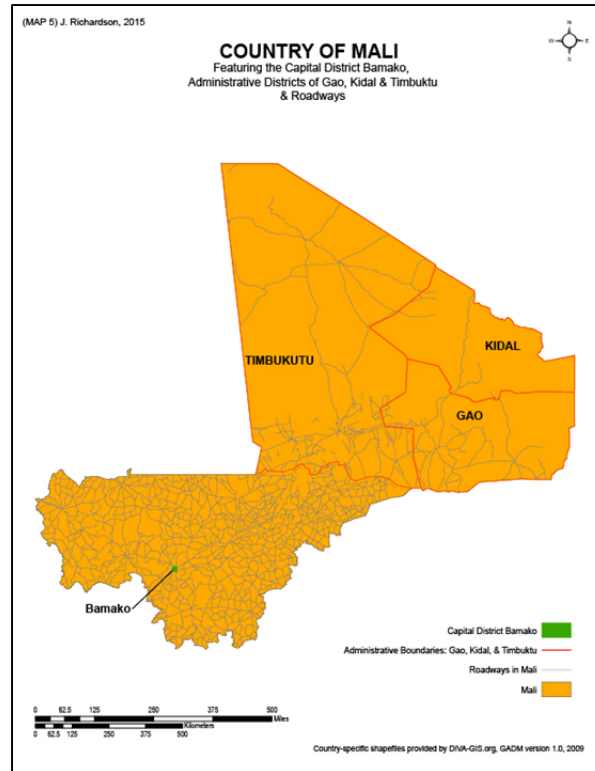 (MAP 5) J. Richardson, 2015
COUNTRY OF MALI
Featuring the Capital District Bamako,
Administrative Districts of Gao, Kidal & Timbuktu
& Roadways
N
W E
S
TIMBUKUTU
KIDAL
GAO
Bamako
Capital District Bamako
Administrative Boundaries: Gao, Kidal, & Timbuktu
Roadways in Mali
Mali
0 62.5 125 250 375 500
Miles
Kilometers
0 62.5 125 250 375 500
Country-specific shapefiles provided by DIVA-GIS.org, GADM version 1.0, 2009